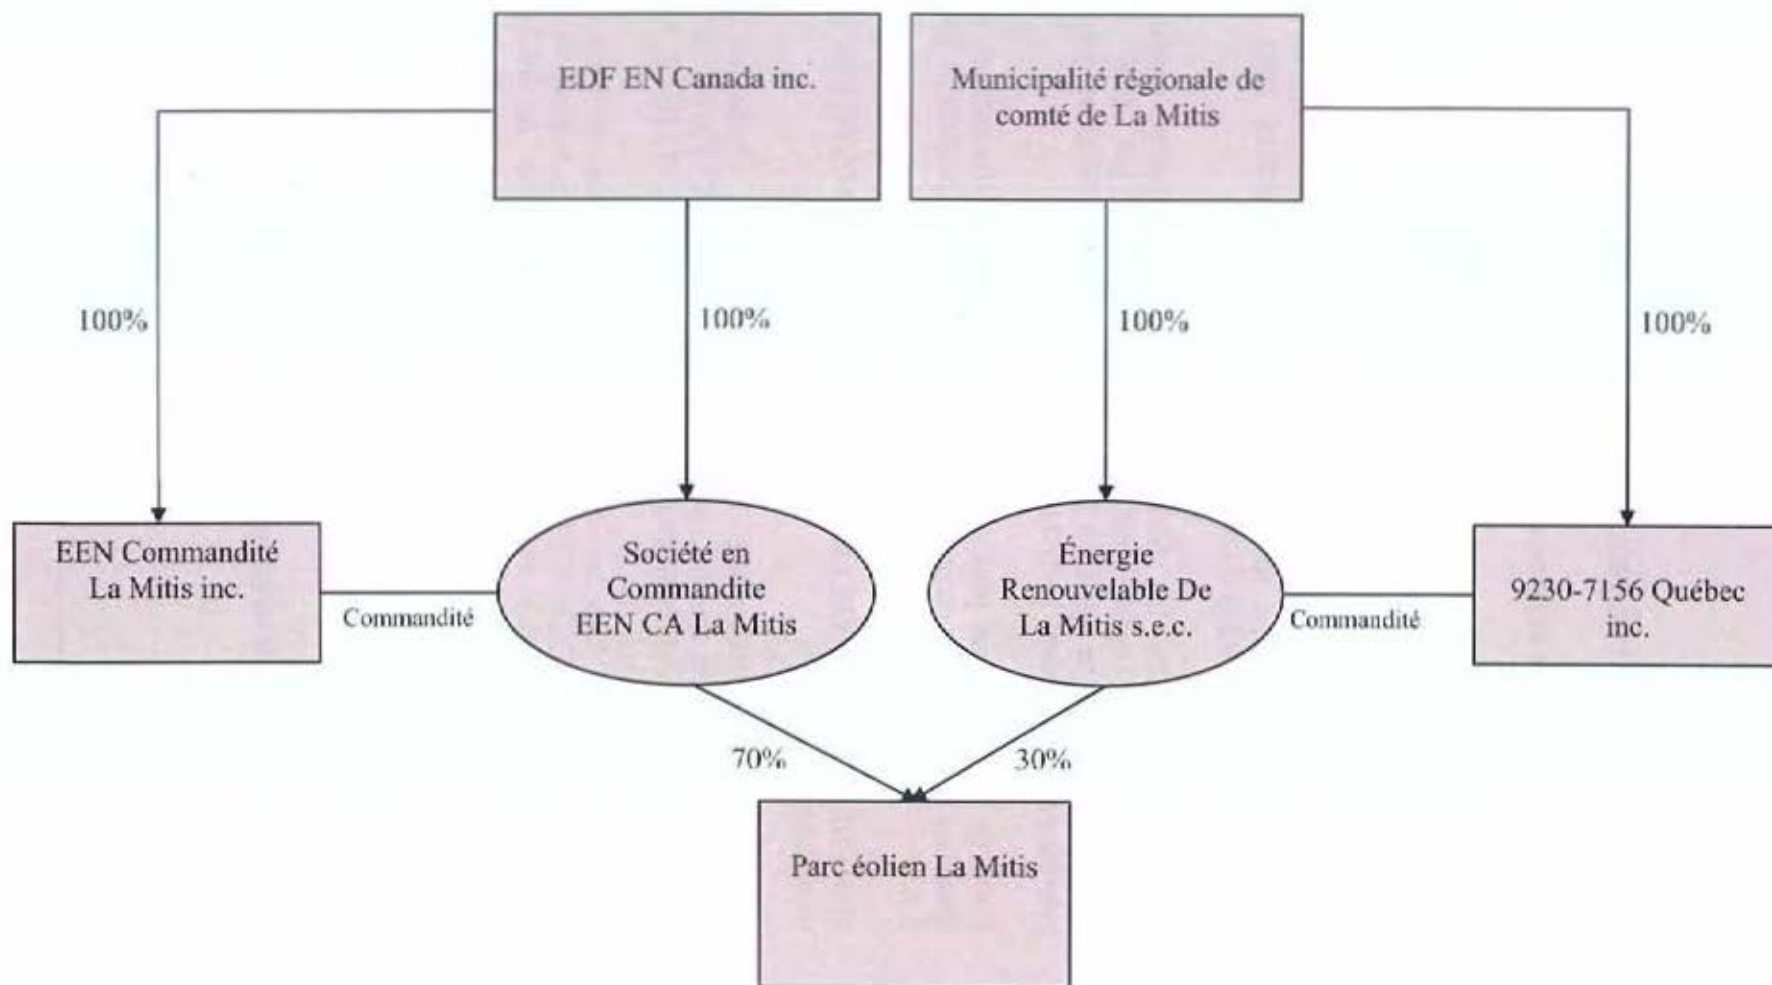 EDF EN Canada inc.
Municipalité régionale de
comté de La Mitis
100%
100%
100%
100%
EEN Commandité
La Mitis inc.
Commandité
Société en
Commandite
EEN CA La Mitis
Énergie
Renouvelable De
La Mitis s.e.c.
Commandité
9230-7156 Québec
inc.
70%
30%
Parc éolien La Mitis